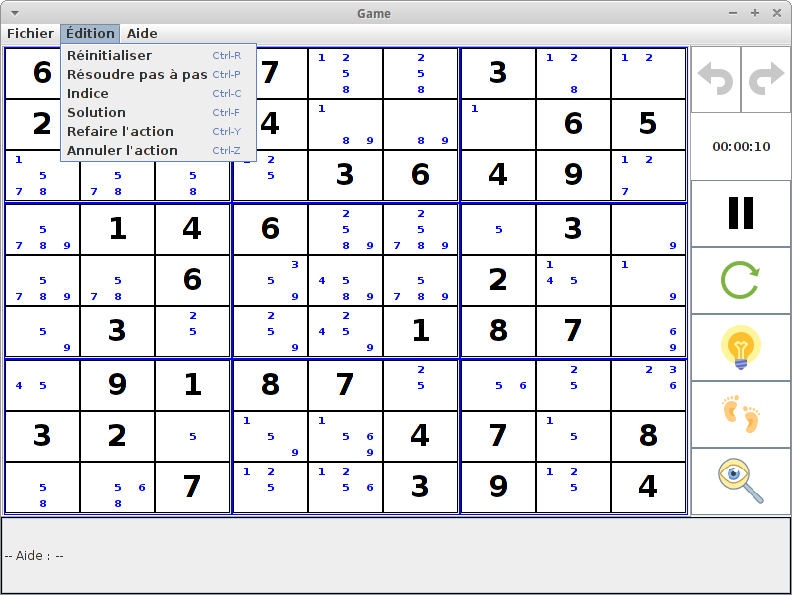 Game
Fichier Édition Aide
Réinitialiser Ctrl-R
Résoudre pas à pas Ctrl-P
Indice Ctrl-C
Solution Ctrl-F
Refaire l'action Ctrl-Y
Annuler l'action Ctrl-Z
1 2 2 1 2 1 2
6 7 5 5 3
8 8 8
1 1
2 4 6 5
8 9 8 9
1 2 1 2
5 5 5 5 3 6 4 9
7 8 7 8 8 7
2 2
5 1 4 6 5 5 5 3
7 8 9 8 9 7 8 9 9
3 1 1
5 5 6 5 4 5 5 2 4 5
7 8 9 7 8 9 8 9 7 8 9 9
2 2 2
5 3 5 5 4 5 1 8 7 6
9 9 9 9
2 2 2 3
4 5 9 1 8 7 5 5 6 5 6
1 1 1
3 2 5 5 5 6 4 7 5 8
9 9
1 2 1 2 1 2
5 5 6 7 5 5 6 3 9 5 4
8 8
00:00:10
-- Aide : --